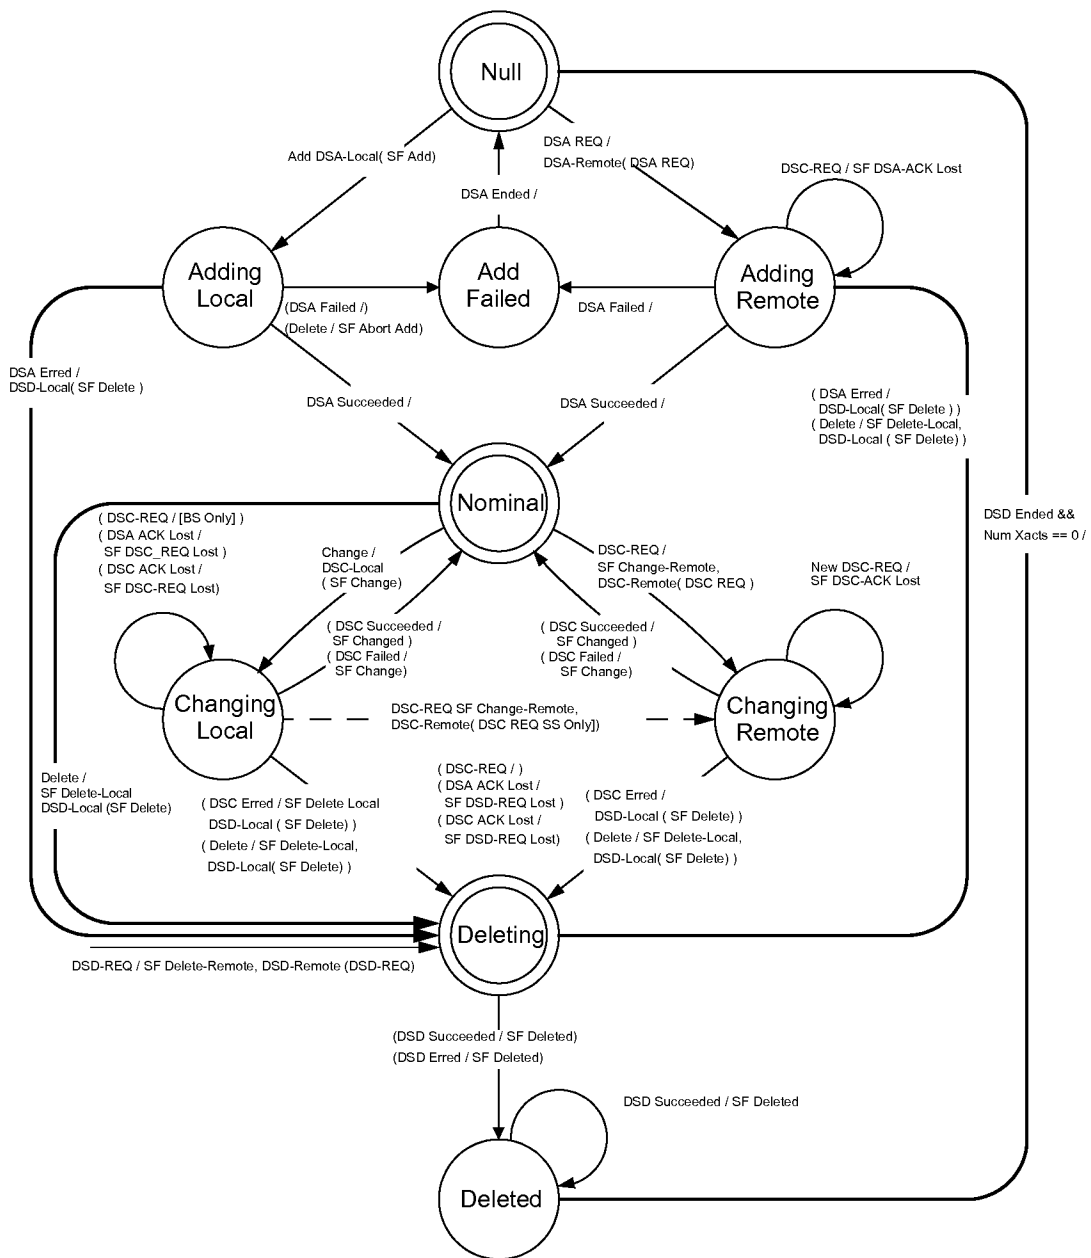 Null
Add DSA-Local( SF Add)
DSA REQ /
DSA-Remote( DSA REQ)
DSA Ended /
DSC-REQ / SF DSA-ACK Lost
Adding
Local
Add
Failed
Adding
Remote
(DSA Failed /)
(Delete / SF Abort Add)
DSA Failed /
DSA Erred /
DSD-Local( SF Delete )
DSA Succeeded /
DSA Succeeded /
( DSA Erred /
DSD-Local( SF Delete ) )
( Delete / SF Delete-Local,
DSD-Local ( SF Delete) )
Nominal
DSD Ended &&
Num Xacts == 0 /
( DSC-REQ / [BS Only] )
( DSA ACK Lost /
SF DSC_REQ Lost )
( DSC ACK Lost /
SF DSC-REQ Lost)
Change /
DSC-Local
( SF Change)
DSC-REQ /
SF Change-Remote,
DSC-Remote( DSC REQ )
New DSC-REQ /
SF DSC-ACK Lost
( DSC Succeeded /
SF Changed )
( DSC Failed /
SF Change)
( DSC Succeeded /
SF Changed )
( DSC Failed /
SF Change)
Changing
Local
DSC-REQ SF Change-Remote,
DSC-Remote( DSC REQ SS Only])
Changing
Remote
Delete /
SF Delete-Local
DSD-Local (SF Delete)
( DSC Erred / SF Delete Local
DSD-Local ( SF Delete) )
( Delete / SF Delete-Local,
DSD-Local( SF Delete) )
( DSC-REQ / )
( DSA ACK Lost /
SF DSD-REQ Lost )
( DSC ACK Lost /
SF DSD-REQ Lost)
( DSC Erred /
DSD-Local ( SF Delete) )
( Delete / SF Delete-Local,
DSD-Local( SF Delete) )
Deleting
DSD-REQ / SF Delete-Remote, DSD-Remote (DSD-REQ)
(DSD Succeeded / SF Deleted)
(DSD Erred / SF Deleted)
DSD Succeeded / SF Deleted
Deleted